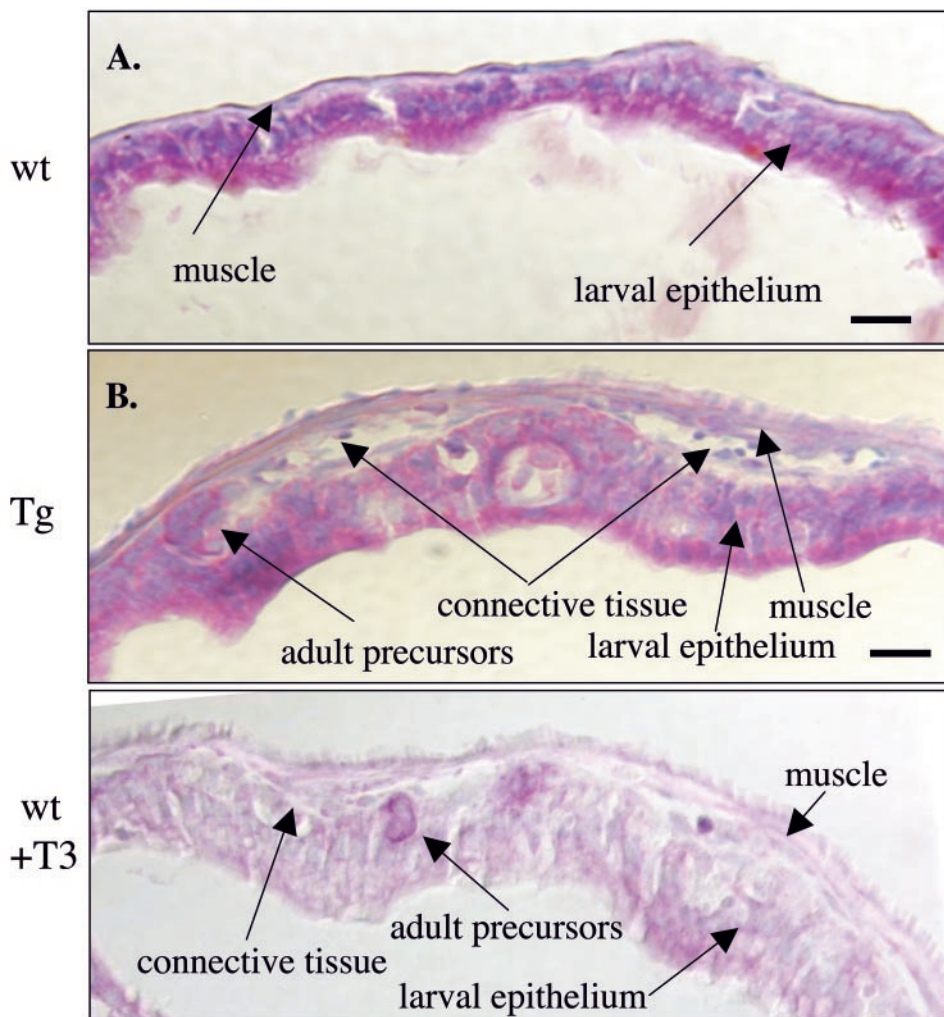 A.
wt
muscle
larval epithelium
B.
Tg
connective tissue
muscle
adult precursors
larval epithelium
wt
+T3
muscle
adult precursors
connective tissue
larval epithelium